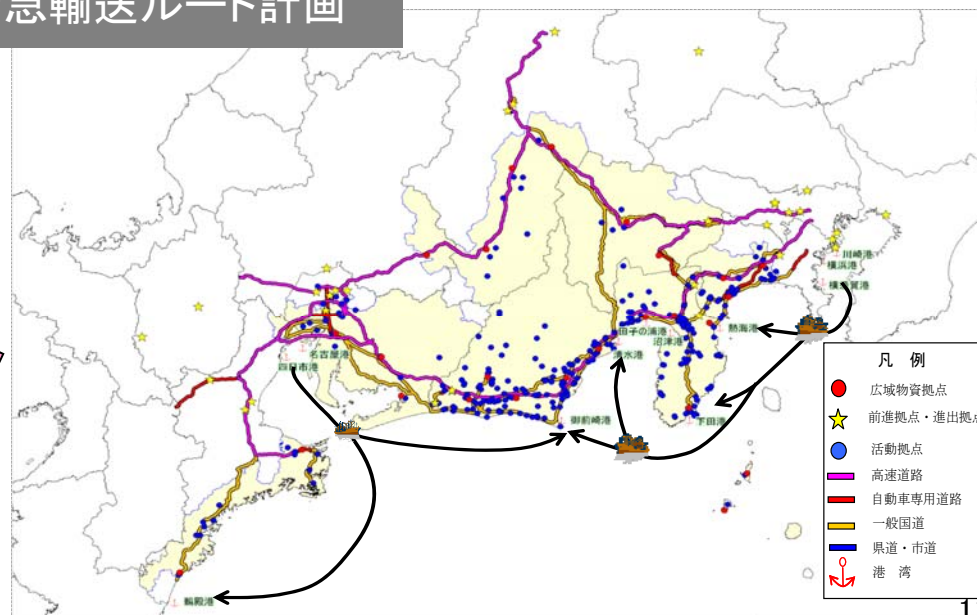 急輸送ルート計画
川崎港
横浜港
横須賀港
熱海港
田子の浦港
沼津港
清水港
名古屋港
四日市港
御前崎港
下田港
鵜殿港
凡 例
広域物資拠点
前進拠点・進出拠点
活動拠点
高速道路
自動車専用道路
一般国道
県道・市道
港 湾
1